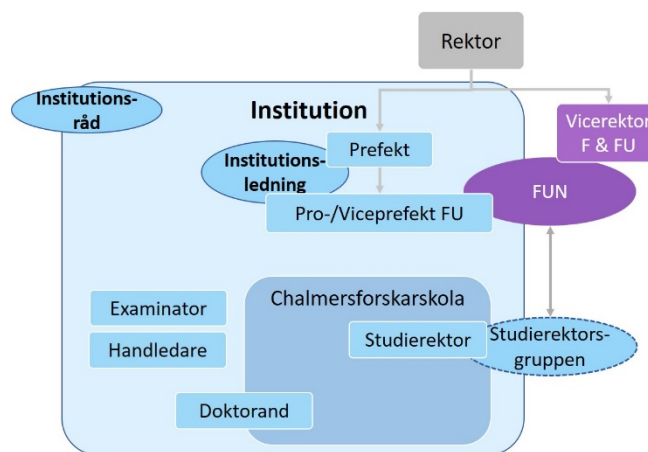 Rektor
Institutions-
råd
Institution
Vicerektor
F & FU
Prefekt
Institutions-
ledning
FUN
Pro-/Viceprefekt FU
Chalmersforskarskola
Examinator
Studierektor
Studierektors-
gruppen
Handledare
Doktorand